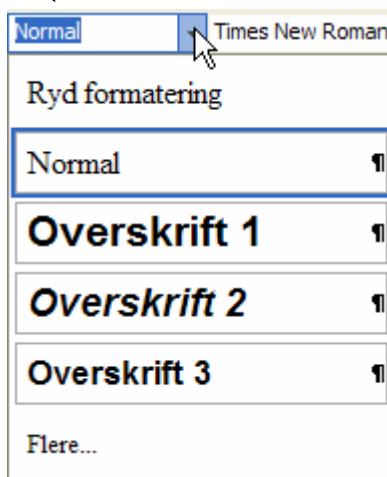 Normal Times New Roman
Ryd formatering
Normal ¶
Overskrift 1 ¶
Overskrift 2 ¶
Overskrift 3 ¶
Flere...